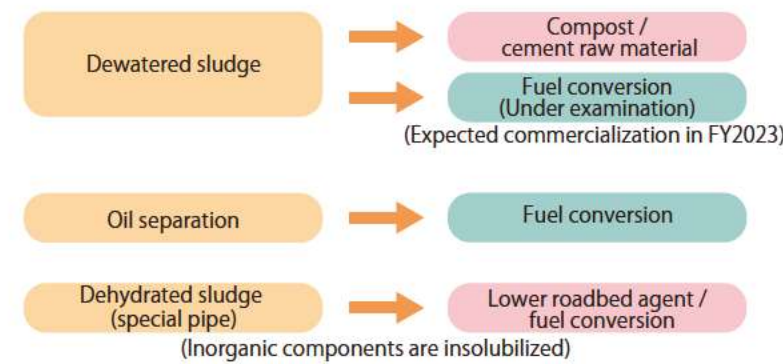 Dewatered sludge
Compost /
cement raw material
Fuel conversion
(Under examination)
(Expected commercialization in FY2023)
Oil separation
Fuel conversion
Dehydrated sludge
(special pipe)
Lower roadbed agent /
fuel conversion
(Inorganic components are insolubilized)